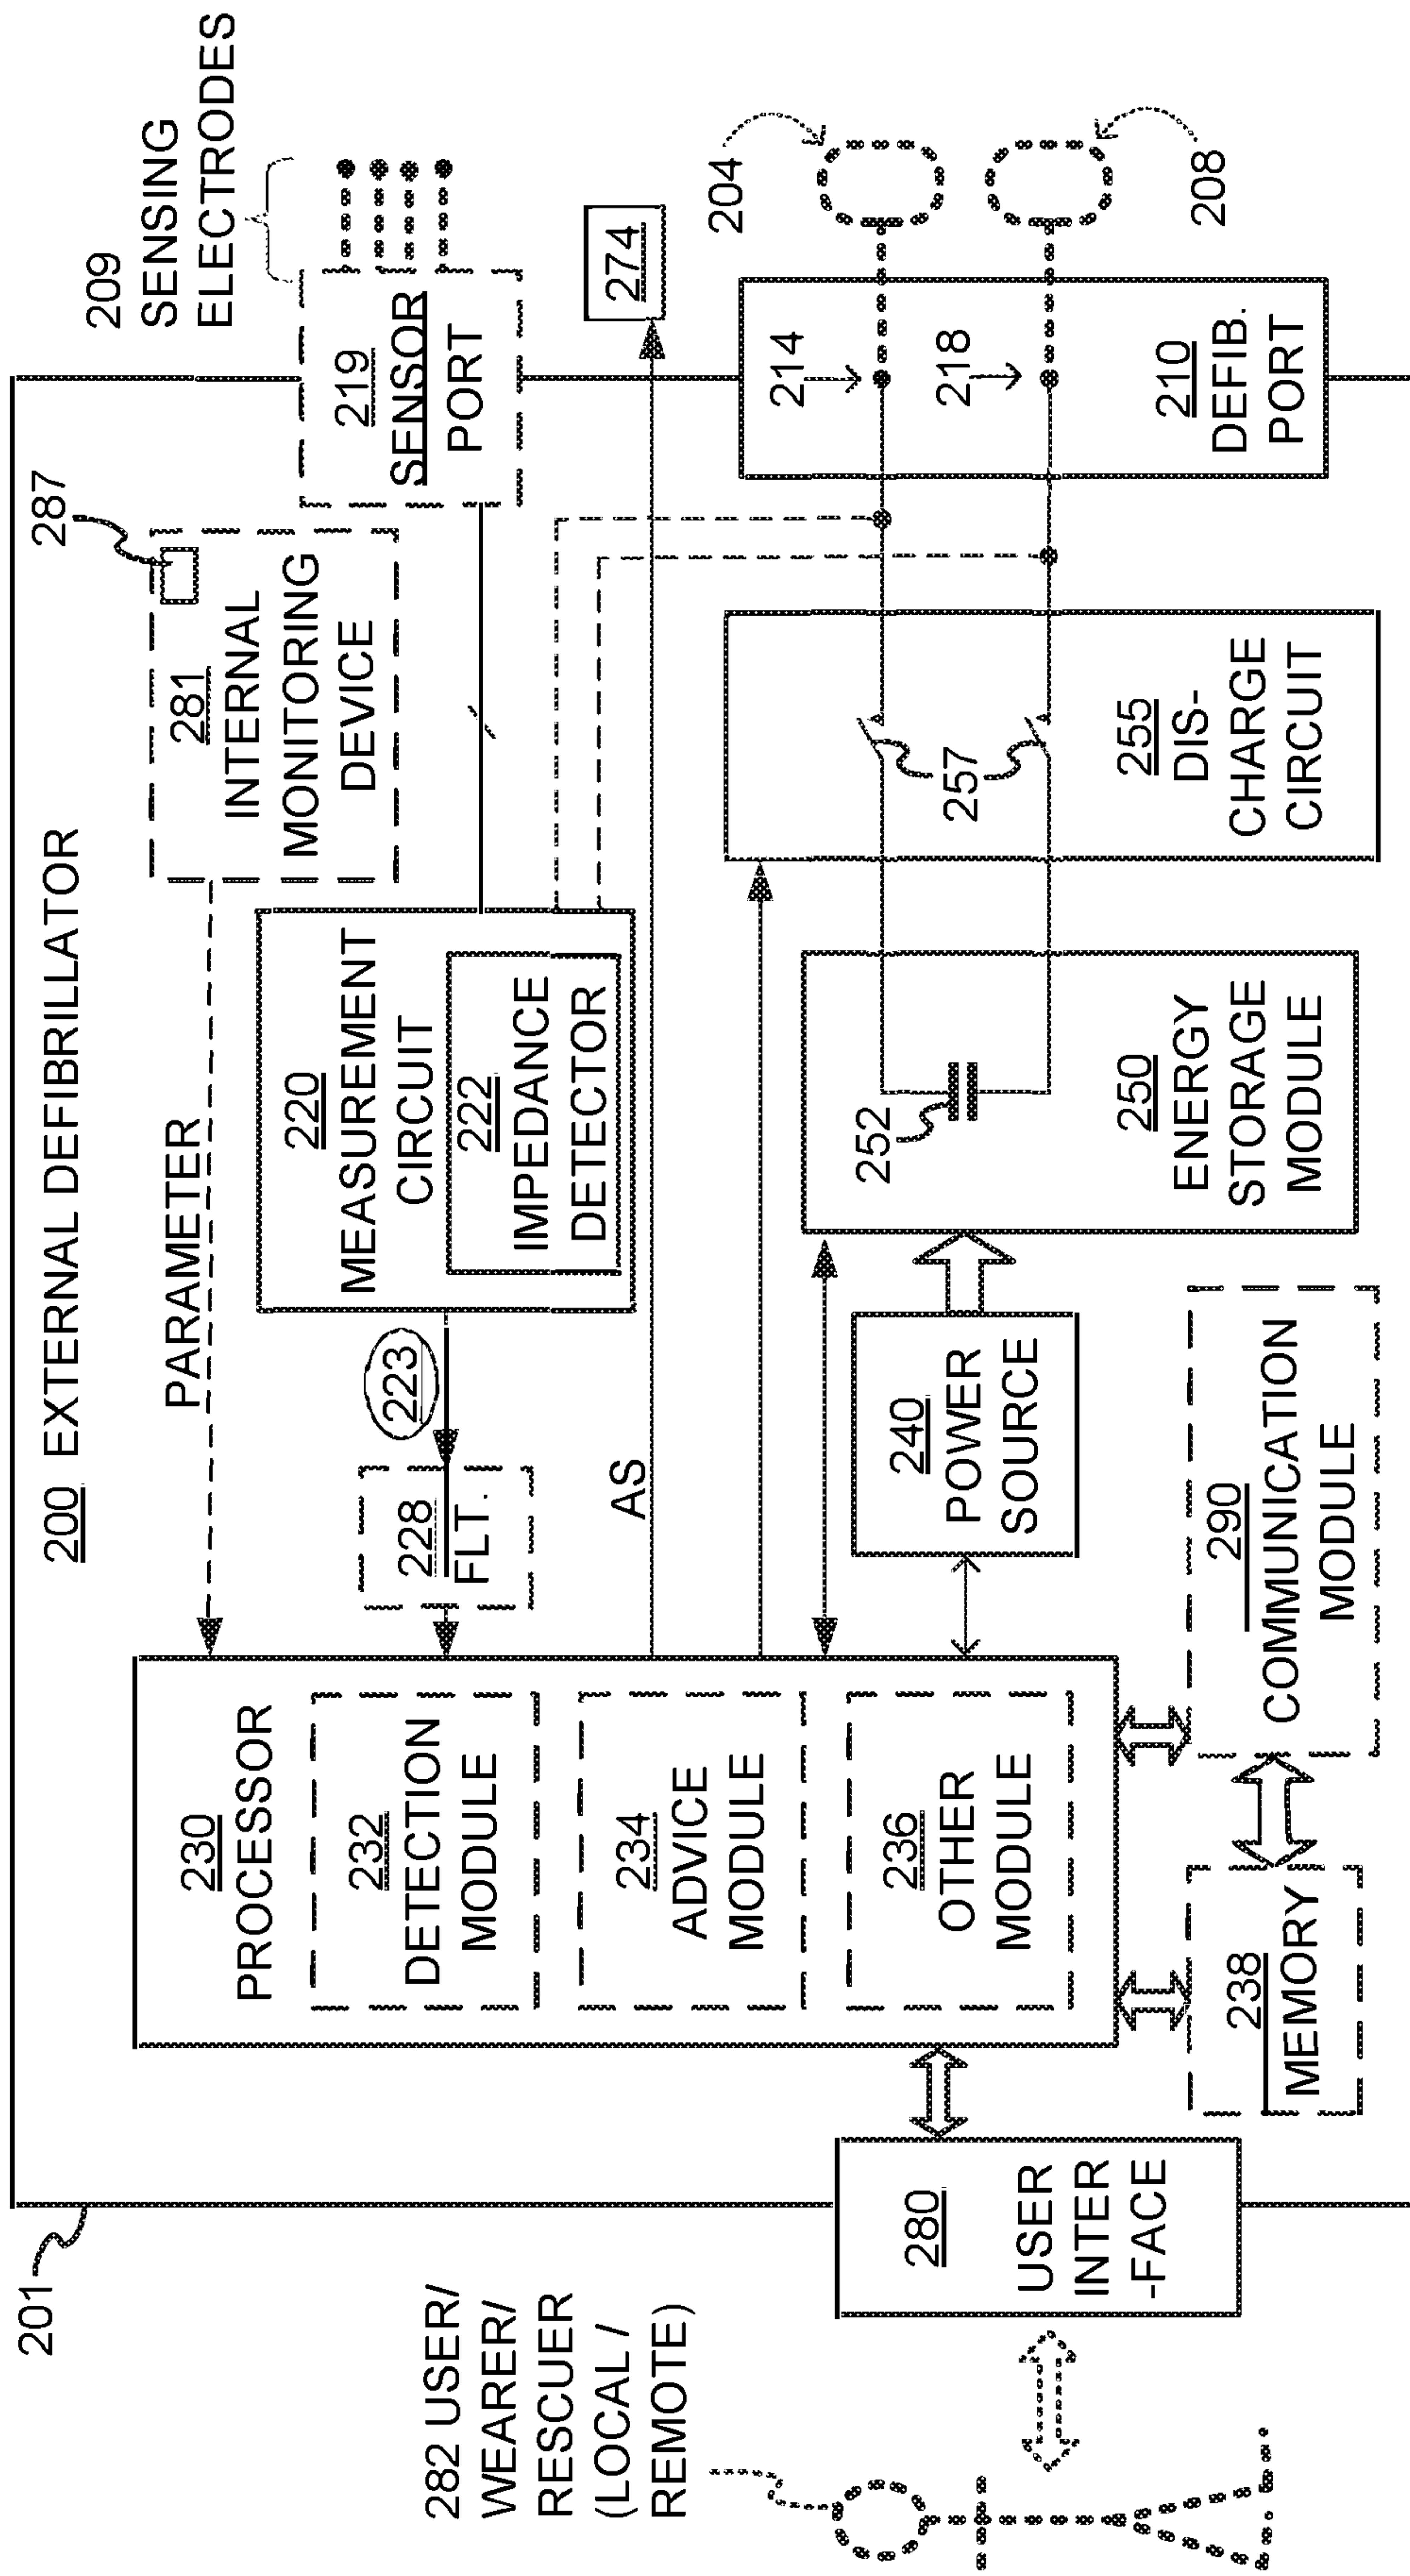 201
200 EXTERNAL DEFIBRILLATOR
282 USER/
WEARER/
RESCUER
(LOCAL /
REMOTE)
280
USER
INTER
-FACE
230
PROCESSOR
232
DETECTION
MODULE
234
ADVICE
MODULE
236
OTHER
MODULE
238
MEMORY
290
COMMUNICATION
MODULE
PARAMETER
223
228
FLT.
AS
240
POWER
SOURCE
220
MEASUREMENT
CIRCUIT
222
IMPEDANCE
DETECTOR
252
250
ENERGY
STORAGE
MODULE
281
INTERNAL
MONITORING
DEVICE
287
257
255
DIS-
CHARGE
CIRCUIT
209
SENSING
ELECTRODES
219
SENSOR
PORT
274
214
218
210
DEFIB.
PORT
204
208